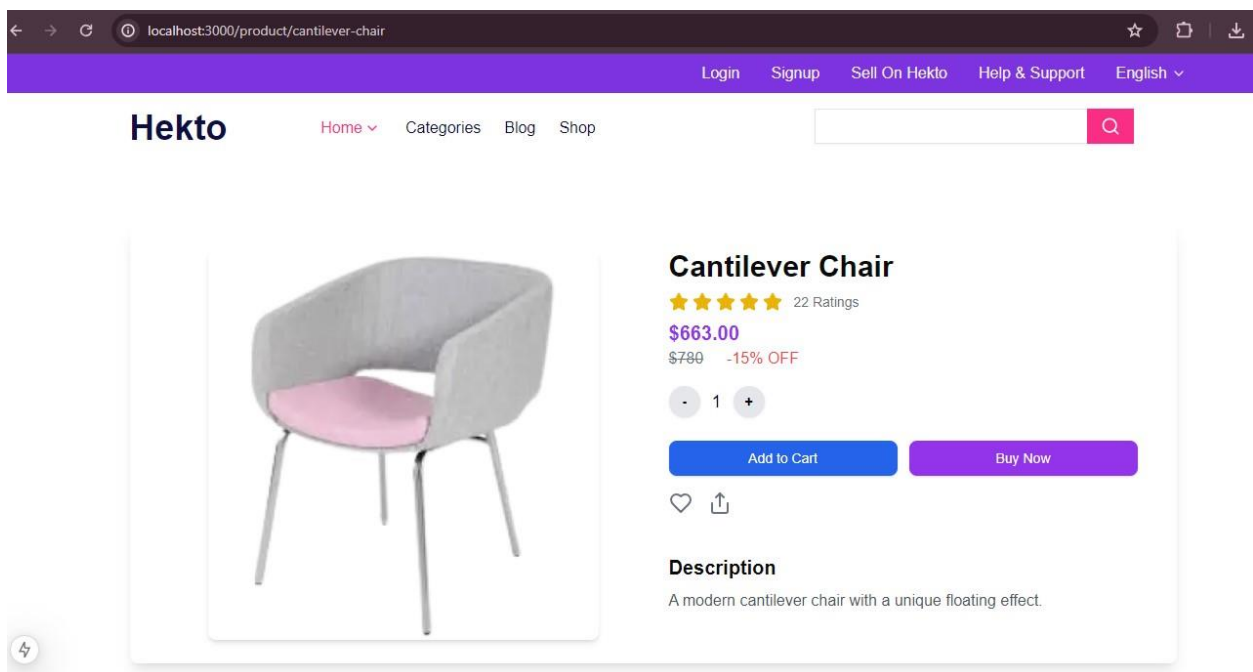 localhost:3000/product/cantilever-chair
Login Signup Sell On Hekto Help & Support English
Hekto Home Categories Blog Shop
Cantilever Chair
22 Ratings
$663.00
$780 -15% OFF
- 1 +
Add to Cart Buy Now
Description
A modern cantilever chair with a unique floating effect.